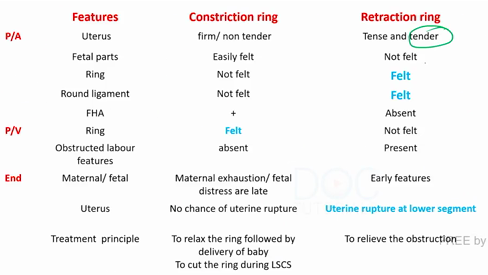 Features Constriction ring Retraction ring
P/A Uterus firm/ non tender Tense and tender
Fetal parts Easily felt Not felt
Ring Not felt Felt
Round ligament Not felt Felt
FHA + Absent
P/V Ring Felt Not felt
Obstructed labour absent Present
features
End Maternal/ fetal Maternal exhaustion/ fetal Early features
distress are late
Uterus No chance of uterine rupture Uterine rupture at lower segment
Treatment principle To relax the ring followed by To relieve the obstruction
delivery of baby
To cut the ring during LSCS